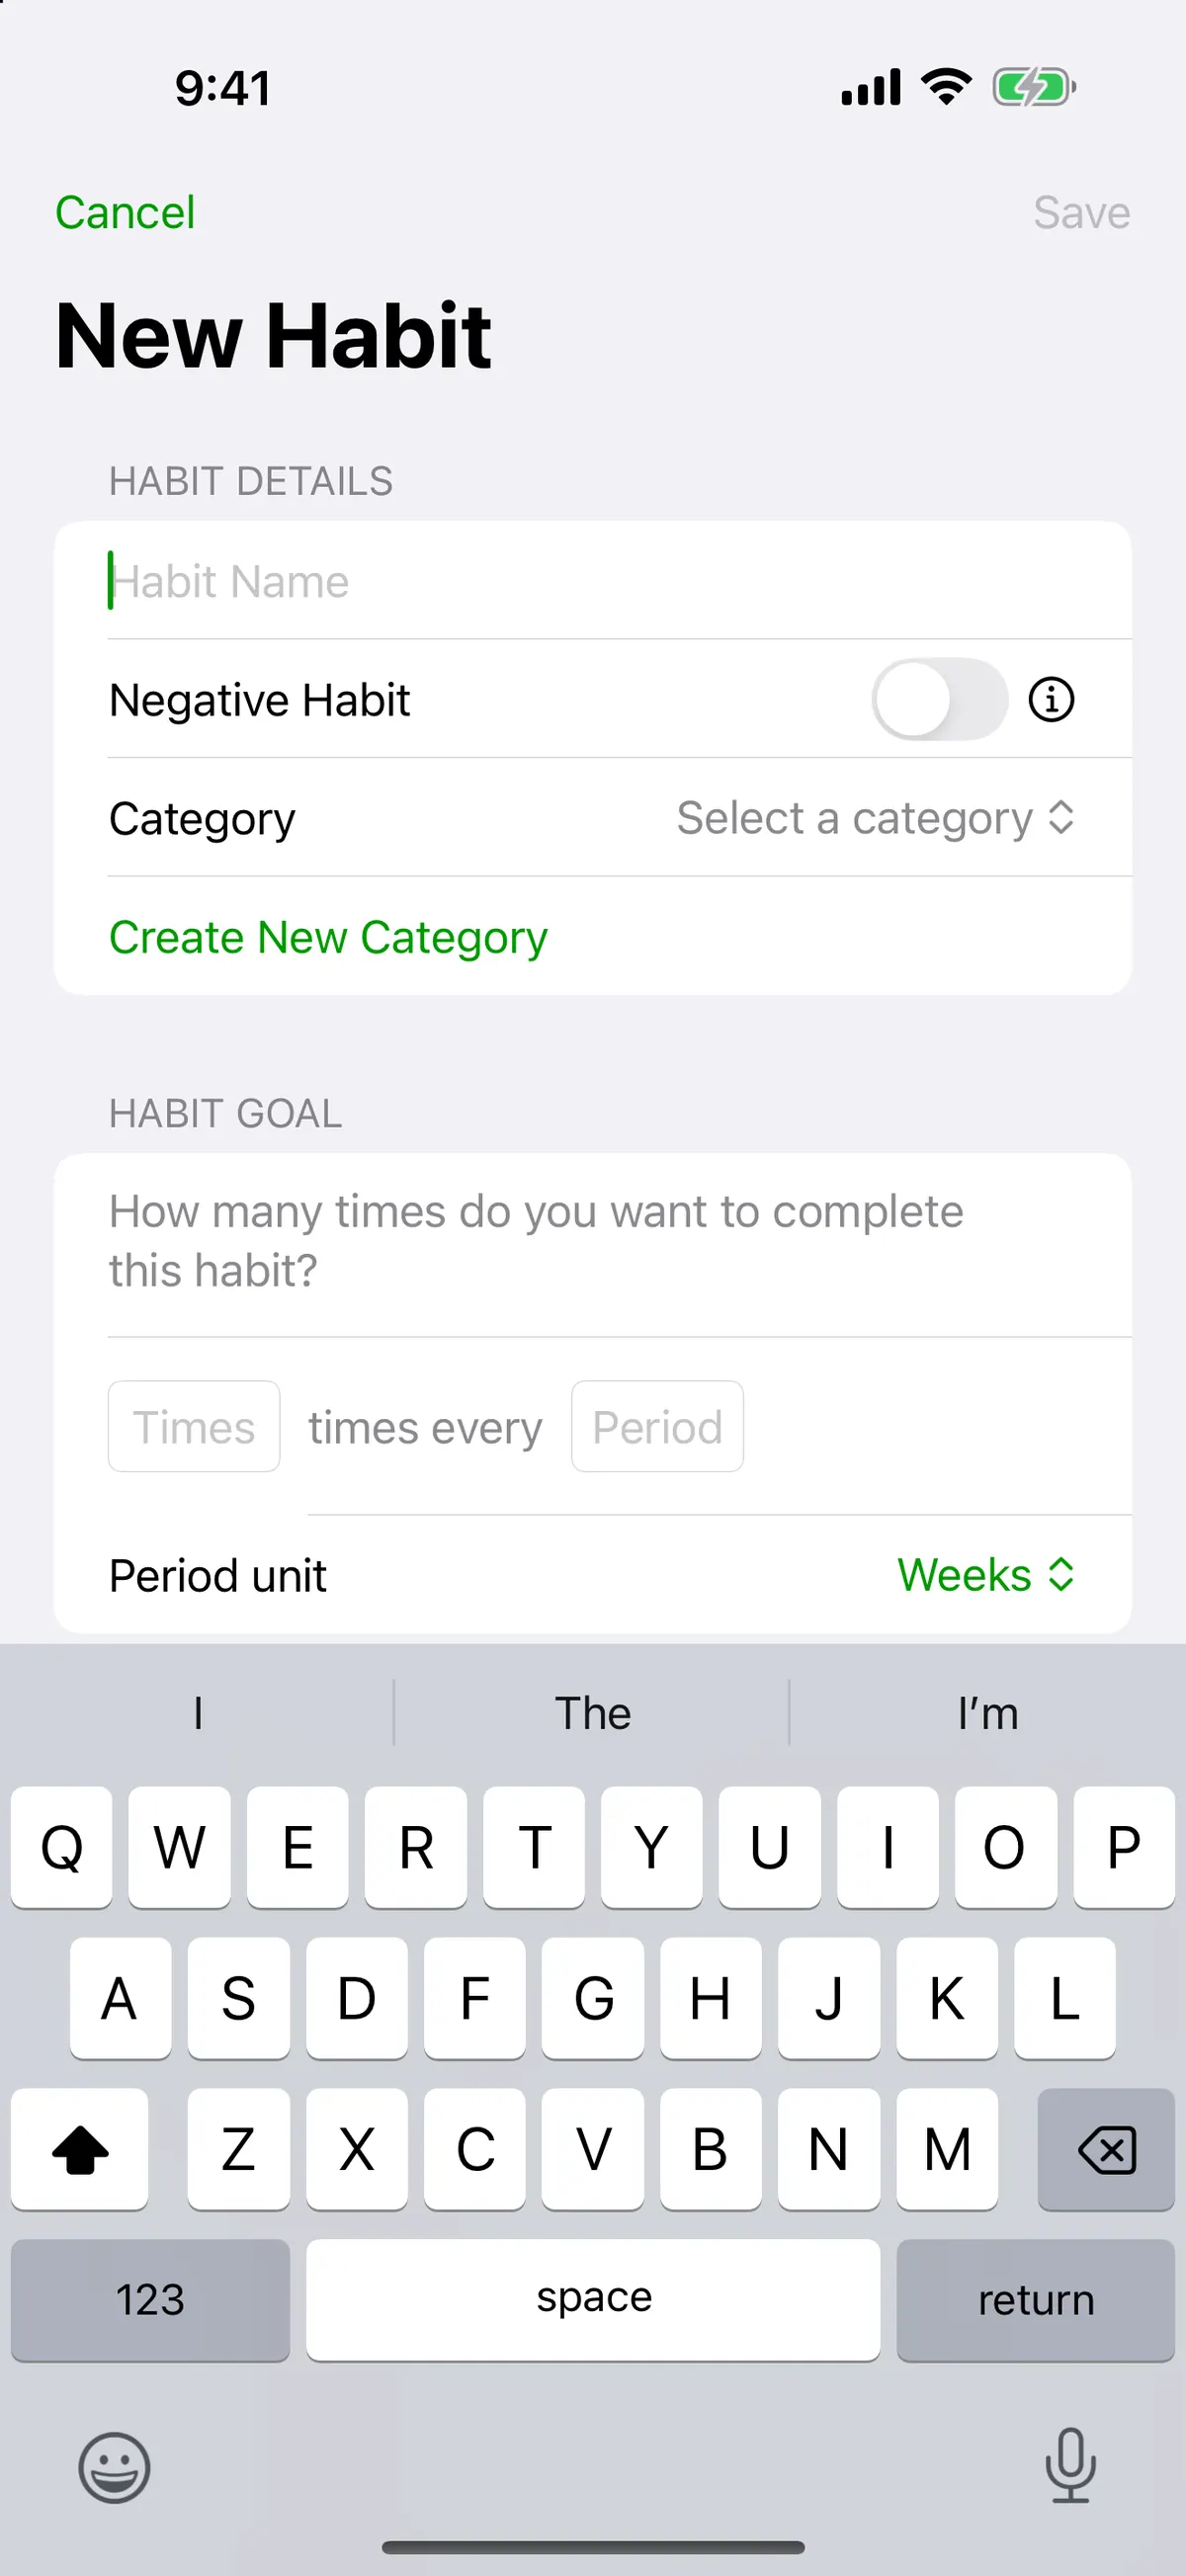 9:41
Cancel
Save
New Habit
HABIT DETAILS
Habit Name
Negative Habit
Category
Select a category
Create New Category
HABIT GOAL
How many times do you want to complete
this habit?
Times times every Period
Period unit
Weeks
I The I’m
Q W E R T Y U I O P
A S D F G H J K L
Z X C V B N M
123 space return